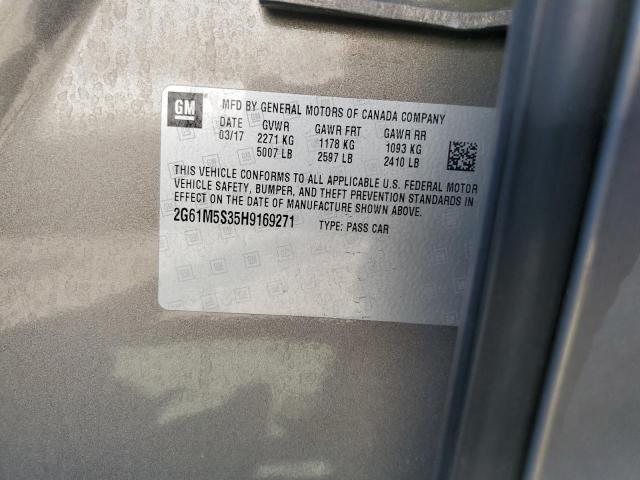 GM
MFD BY GENERAL MOTORS OF CANADA COMPANY
DATE GVWR GAWR FRT GAWR RR
03/17 2271 KG 1178 KG 1093 KG
5007 LB 2597 LB 2410 LB
THIS VEHICLE CONFORMS TO ALL APPLICABLE U.S. FEDERAL MOTOR
VEHICLE SAFETY, BUMPER, AND THEFT PREVENTION STANDARDS IN
EFFECT ON THE DATE OF MANUFACTURE SHOWN ABOVE.
2G61M5S35H9169271 TYPE: PASS CAR